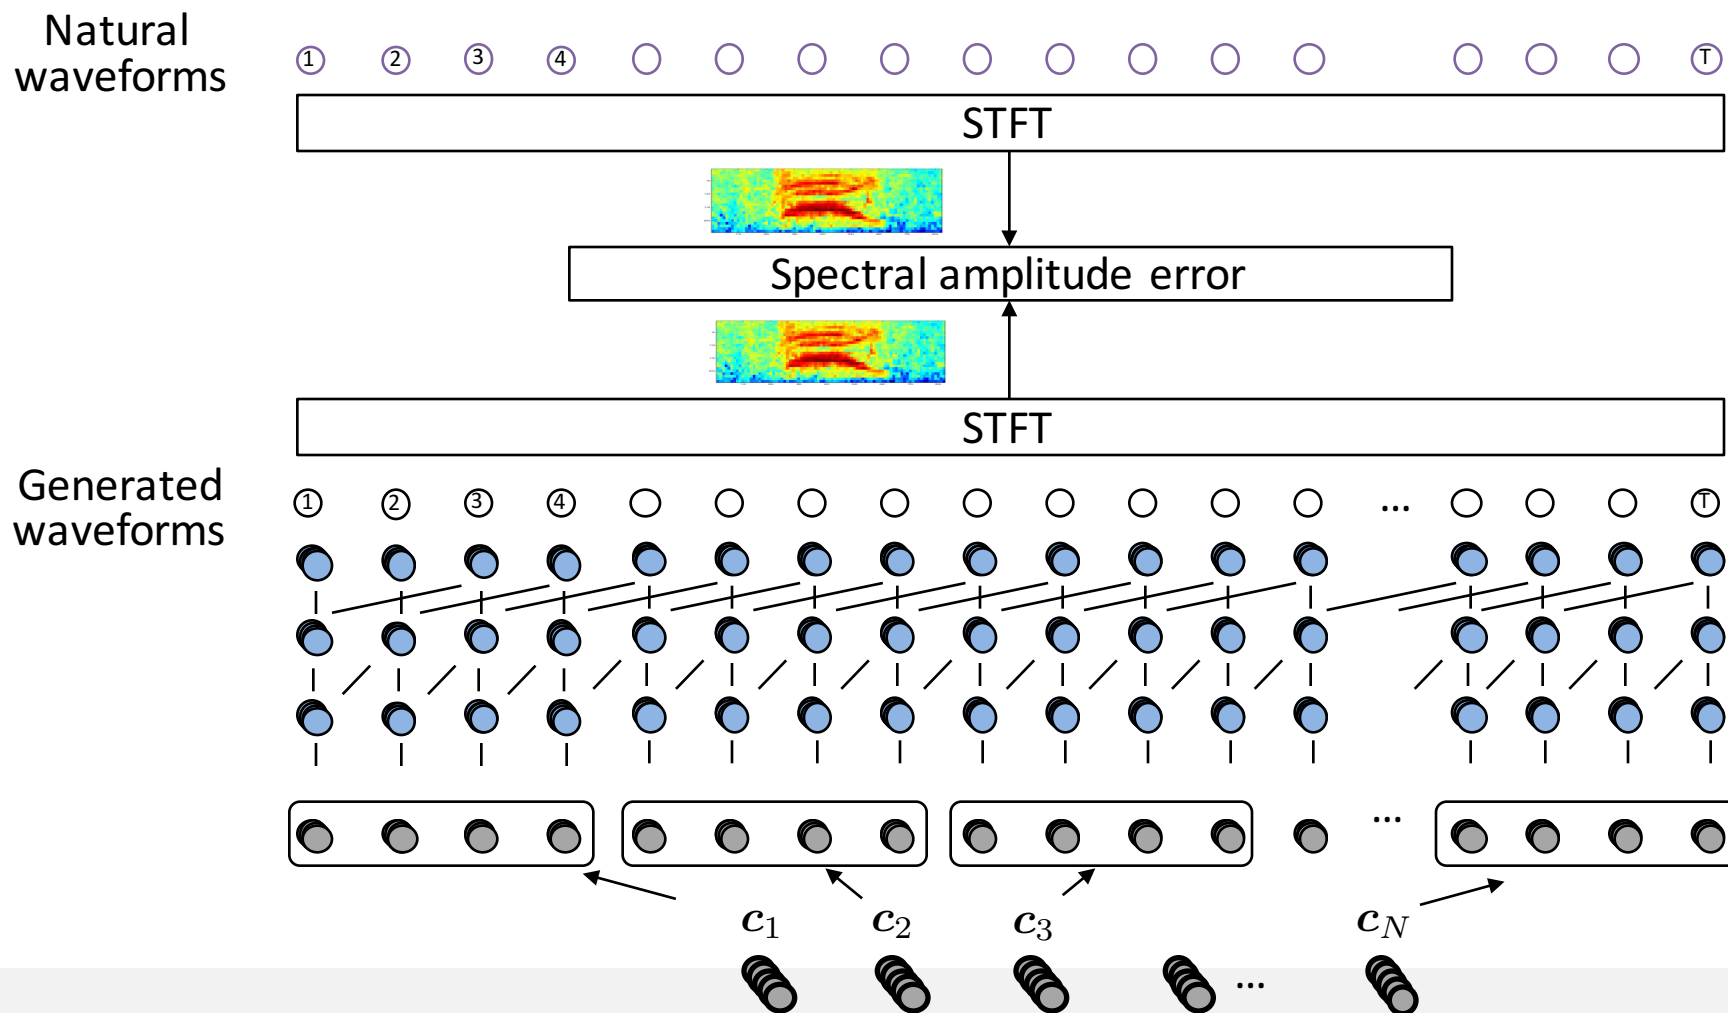 Natural
waveforms
1 2 3 4 T
STFT
Spectral amplitude error
STFT
Generated
waveforms
1 2 3 4 ... T
...
c1 c2 c3 cN
...